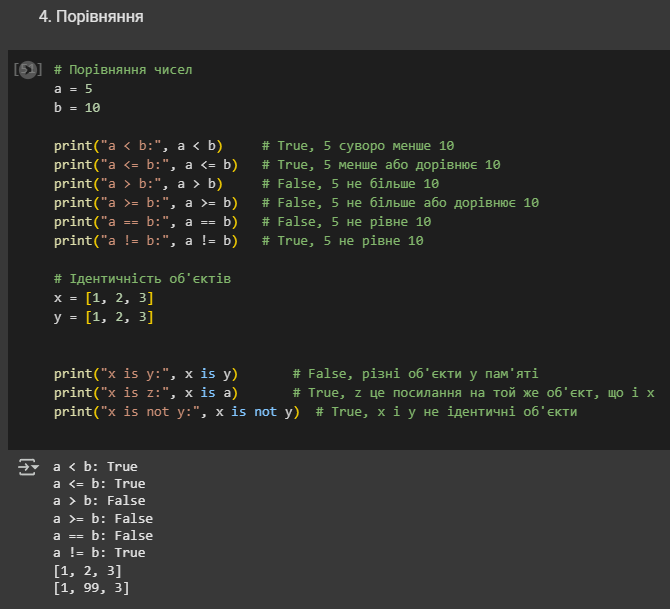 4. Порівняння
# Порівняння чисел
a = 5
b = 10
print("a < b:", a < b)     # True, 5 суворо менше 10
print("a <= b:", a <= b)   # True, 5 менше або дорівнює 10
print("a > b:", a > b)     # False, 5 не більше 10
print("a >= b:", a >= b)   # False, 5 не більше або дорівнює 10
print("a == b:", a == b)   # False, 5 не рівне 10
print("a != b:", a != b)   # True, 5 не рівне 10
# Ідентичність об'єктів
x = [1, 2, 3]
y = [1, 2, 3]
print("x is y:", x is y)       # False, різні об'єкти у пам'яті
print("x is z:", x is a)       # True, z це посилання на той же об'єкт, що і x
print("x is not y:", x is not y)  # True, x і y не ідентичні об'єкти
a < b: True
a <= b: True
a > b: False
a >= b: False
a == b: False
a != b: True
[1, 2, 3]
[1, 99, 3]